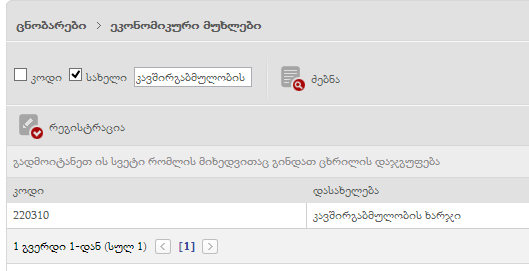 ცნობარები > ეკონომიკური მუხლები
კოდი სახელი კავშირგაბმულობის ძებნა
რეგისტრაცია
გადმოიტანეთ ის სვეტი რომლის მიხედვითაც გინდათ ცხრილის დაჯგუფება
კოდი დასახელება
220310 კავშირგაბმულობის ხარჯი
1 გვერდი 1-დან (სულ 1) < [1] >